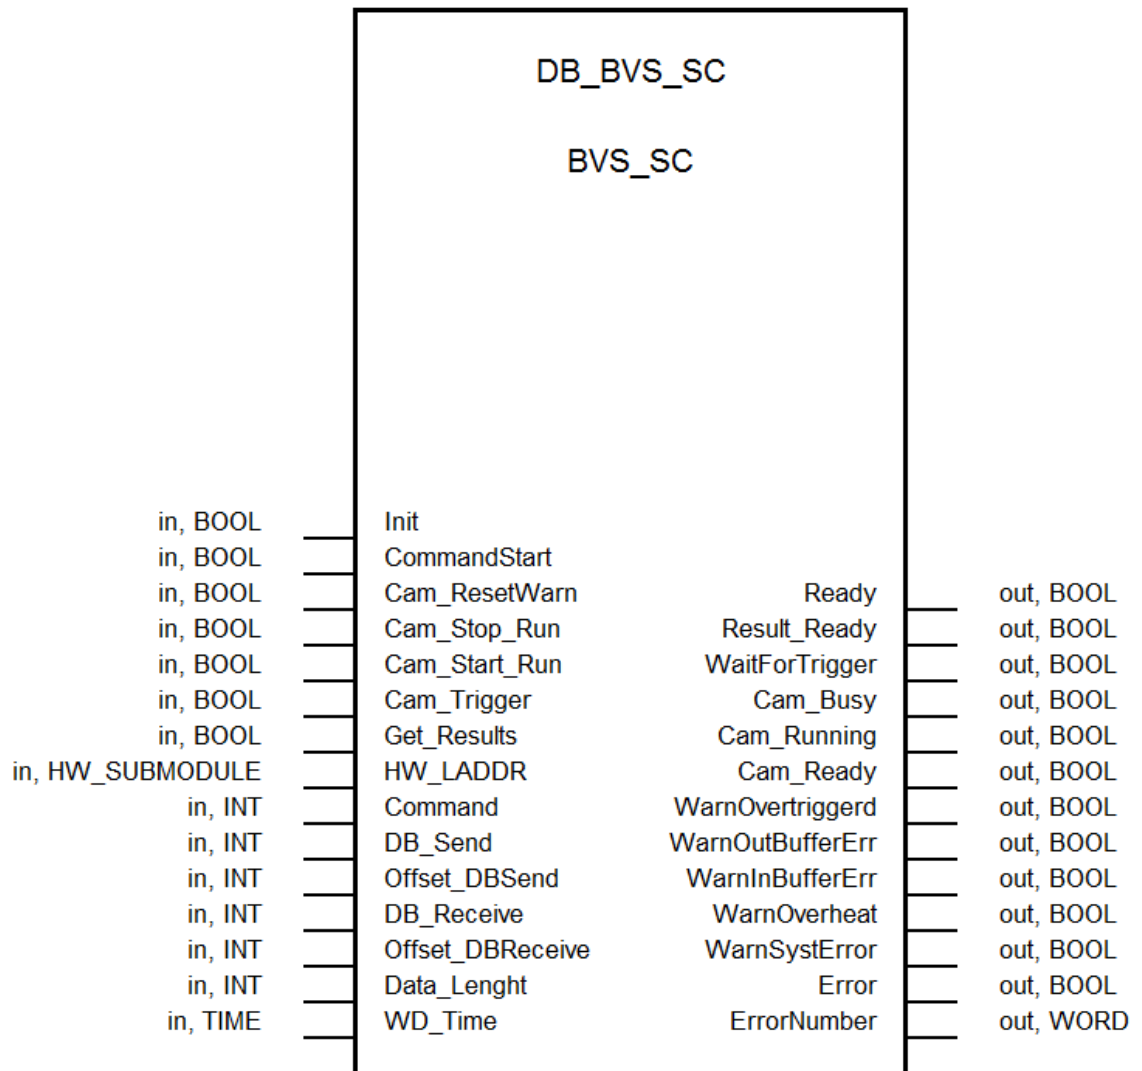 DB_BVS_SC
BVS_SC
in, BOOL Init
in, BOOL CommandStart
in, BOOL Cam_ResetWarn Ready out, BOOL
in, BOOL Cam_Stop_Run Result_Ready out, BOOL
in, BOOL Cam_Start_Run WaitForTrigger out, BOOL
in, BOOL Cam_Trigger Cam_Busy out, BOOL
in, BOOL Get_Results Cam_Running out, BOOL
in, HW_SUBMODULE HW_LADDR Cam_Ready out, BOOL
in, INT Command WarnOvertriggerd out, BOOL
in, INT DB_Send WarnOutBufferErr out, BOOL
in, INT Offset_DBSend WarnInBufferErr out, BOOL
in, INT DB_Receive WarnOverheat out, BOOL
in, INT Offset_DBReceive WarnSystError out, BOOL
in, INT Data_Lenght Error out, BOOL
in, TIME WD_Time ErrorNumber out, WORD